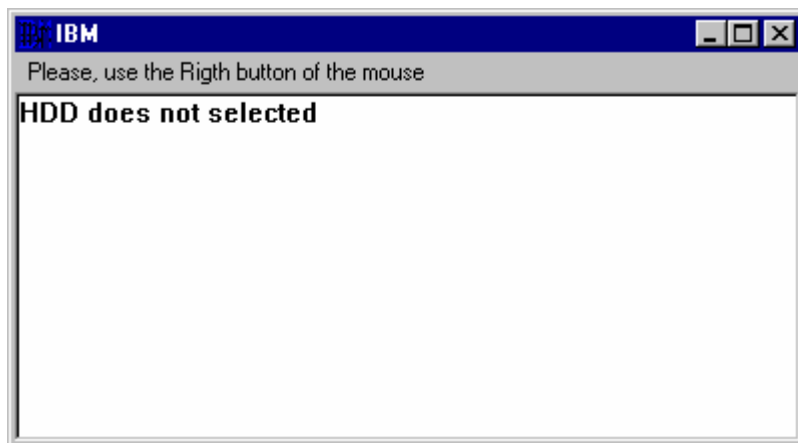 IBM
Please, use the Rigth button of the mouse
HDD does not selected